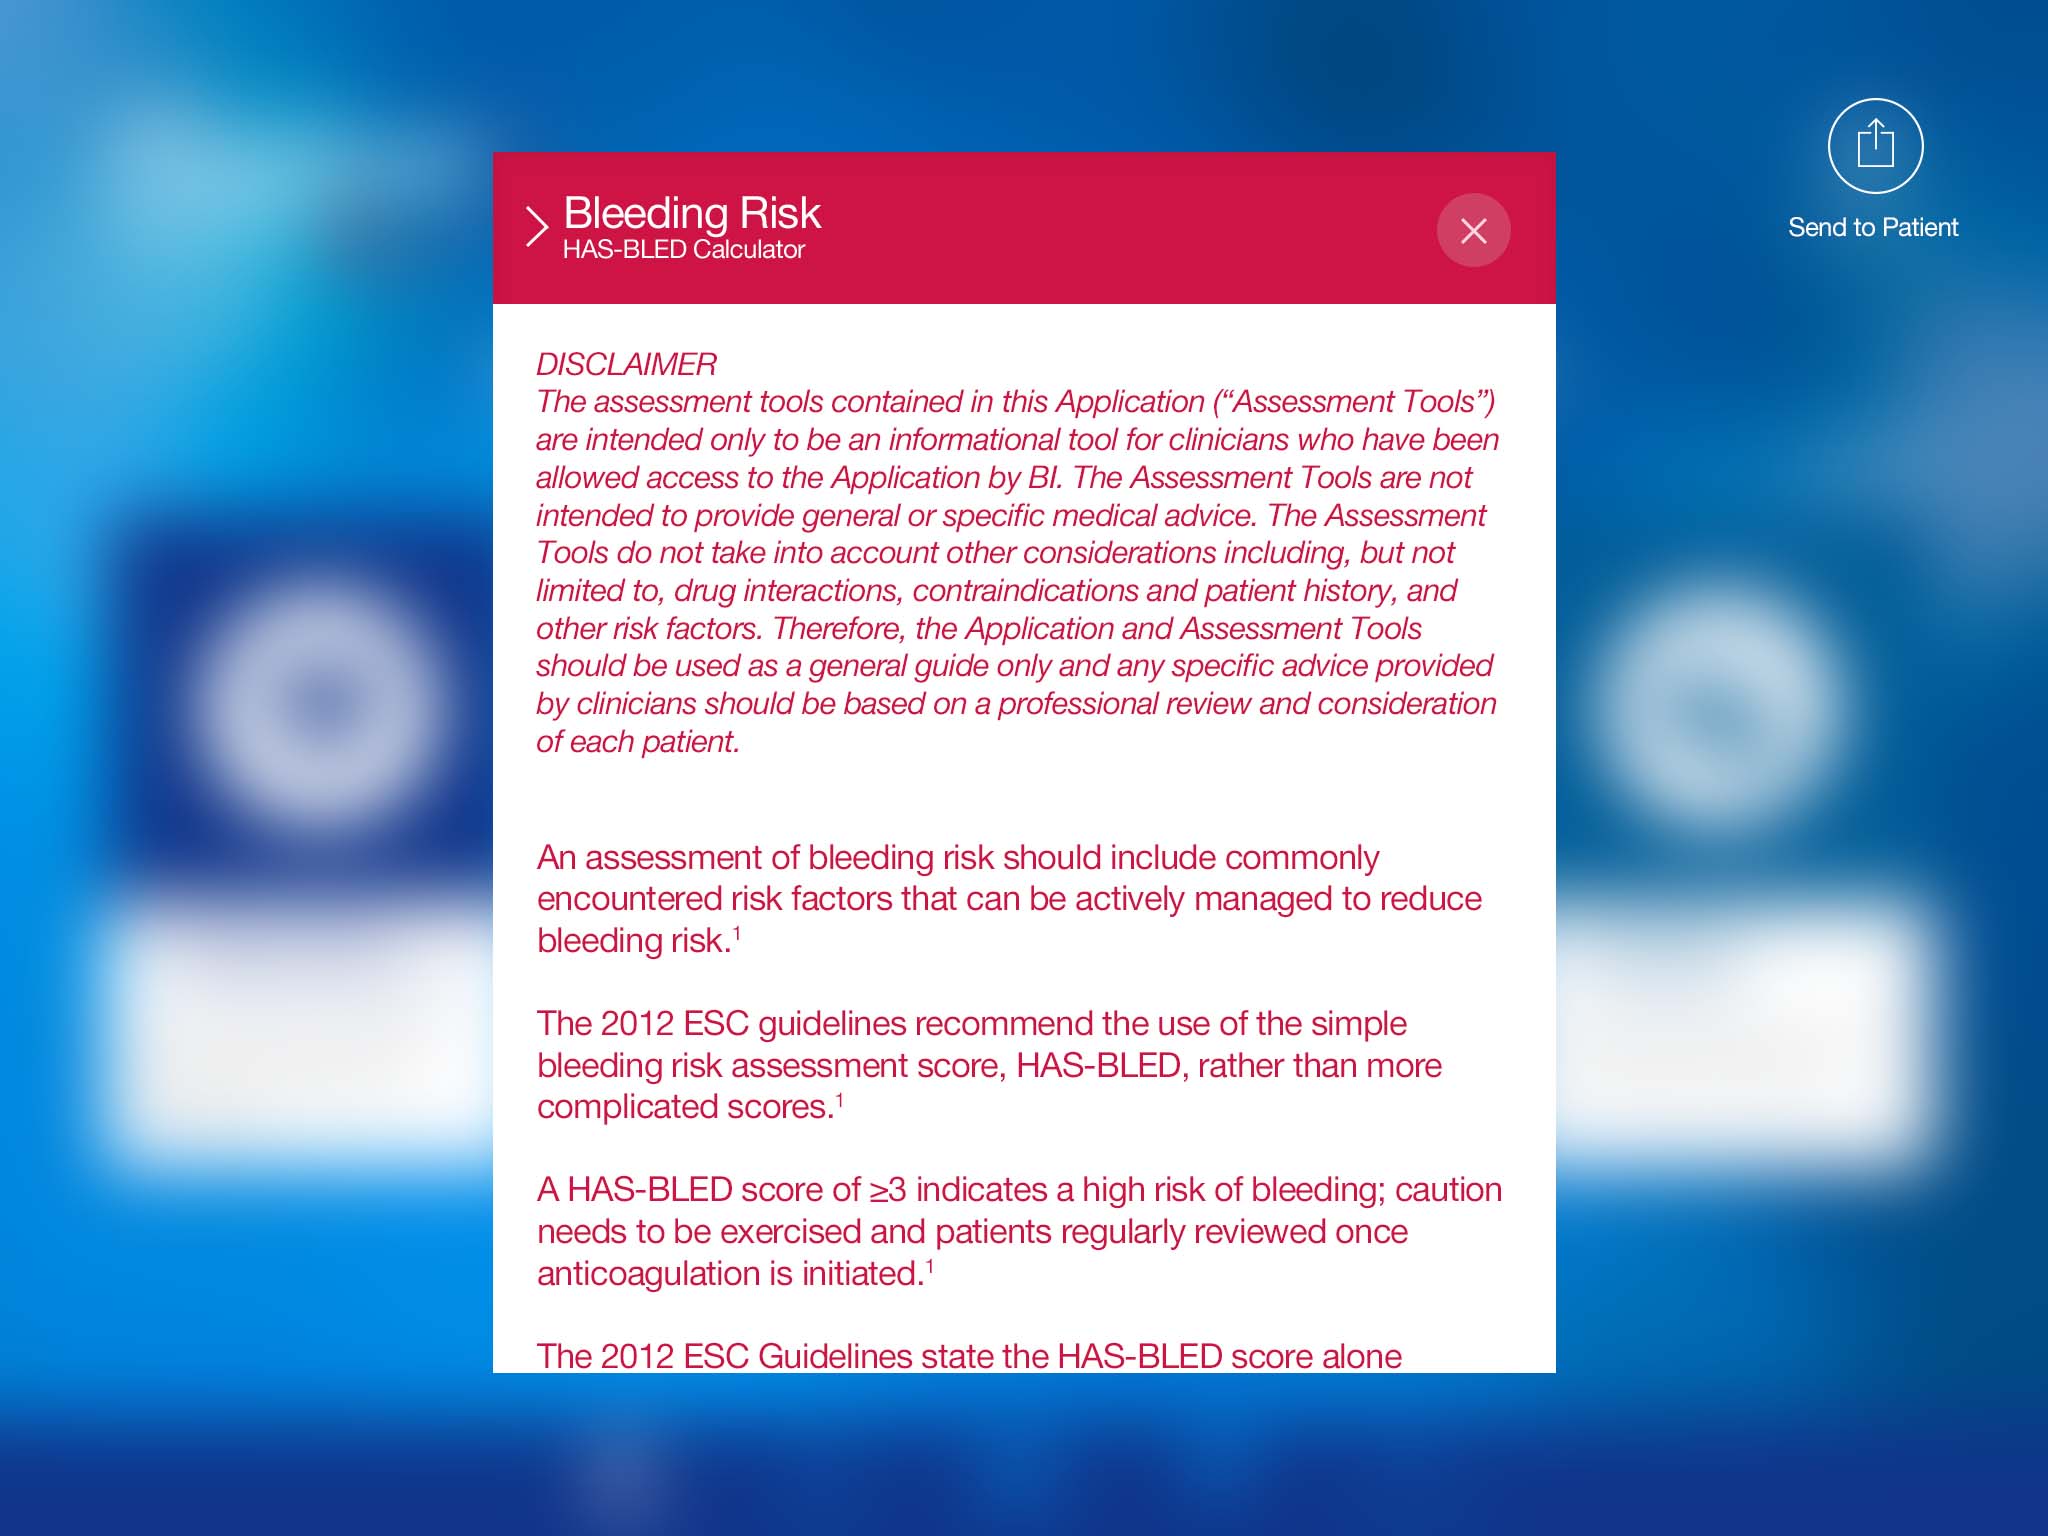 Bleeding Risk
HAS-BLED Calculator
Send to Patient
DISCLAIMER
The assessment tools contained in this Application (“Assessment Tools”)
are intended only to be an informational tool for clinicians who have been
allowed access to the Application by BI. The Assessment Tools are not
intended to provide general or specific medical advice. The Assessment
Tools do not take into account other considerations including, but not
limited to, drug interactions, contraindications and patient history, and
other risk factors. Therefore, the Application and Assessment Tools
should be used as a general guide only and any specific advice provided
by clinicians should be based on a professional review and consideration
of each patient.
An assessment of bleeding risk should include commonly
encountered risk factors that can be actively managed to reduce
bleeding risk.¹
The 2012 ESC guidelines recommend the use of the simple
bleeding risk assessment score, HAS-BLED, rather than more
complicated scores.¹
A HAS-BLED score of ≥3 indicates a high risk of bleeding; caution
needs to be exercised and patients regularly reviewed once
anticoagulation is initiated.¹
The 2012 ESC Guidelines state the HAS-BLED score alone